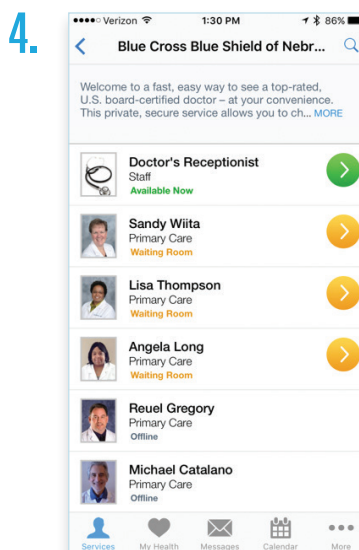 4.
Verizon 1:30 PM 86%
Blue Cross Blue Shield of Nebr...
Welcome to a fast, easy way to see a top-rated,
U.S. board-certified doctor – at your convenience.
This private, secure service allows you to ch... MORE
Doctor's Receptionist
Staff
Available Now
Sandy Wiita
Primary Care
Waiting Room
Lisa Thompson
Primary Care
Waiting Room
Angela Long
Primary Care
Waiting Room
Reuel Gregory
Primary Care
Offline
Michael Catalano
Primary Care
Offline
Services My Health Messages Calendar More